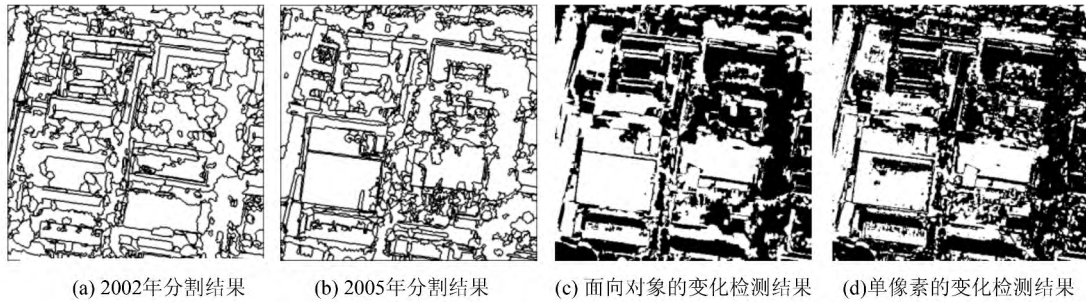 (a) 2002年分割结果
(b) 2005年分割结果
(c) 面向对象的变化检测结果
(d)单像素的变化检测结果